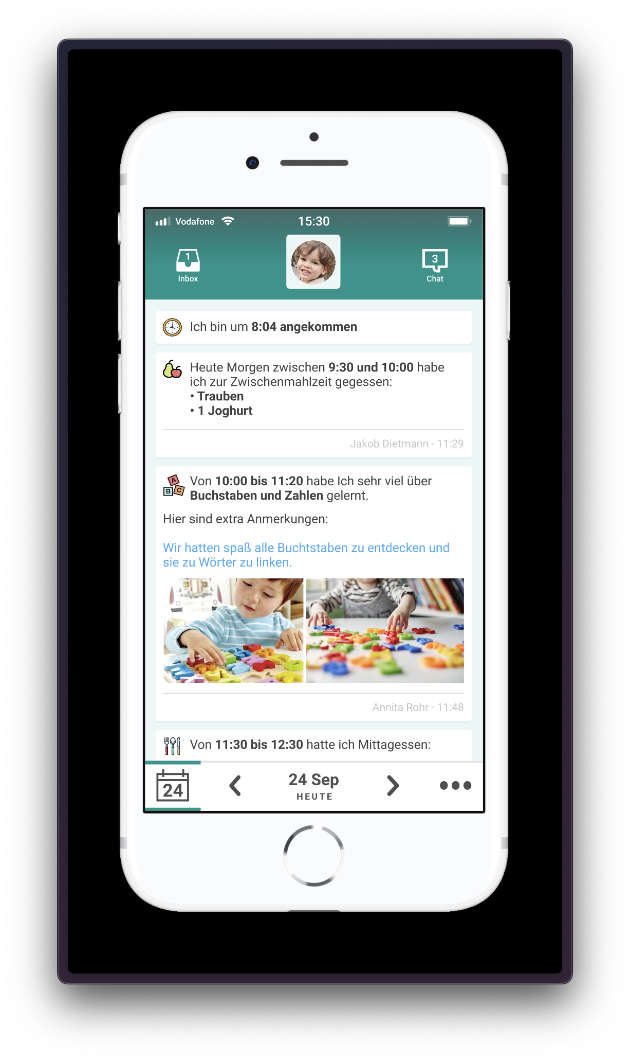 Vodafone 15:30
1
Inbox
3
Chat
Ich bin um 8:04 angekommen
Heute Morgen zwischen 9:30 und 10:00 habe
ich zur Zwischenmahlzeit gegessen:
• Trauben
• 1 Joghurt
Jakob Dietmann - 11:29
A
B C
Von 10:00 bis 11:20 habe Ich sehr viel über
Buchstaben und Zahlen gelernt.
Hier sind extra Anmerkungen:
Wir hatten spaß alle Buchtstaben zu entdecken und
sie zu Wörter zu linken.
Annita Rohr - 11:48
Von 11:30 bis 12:30 hatte ich Mittagessen:
24
24 Sep
HEUTE